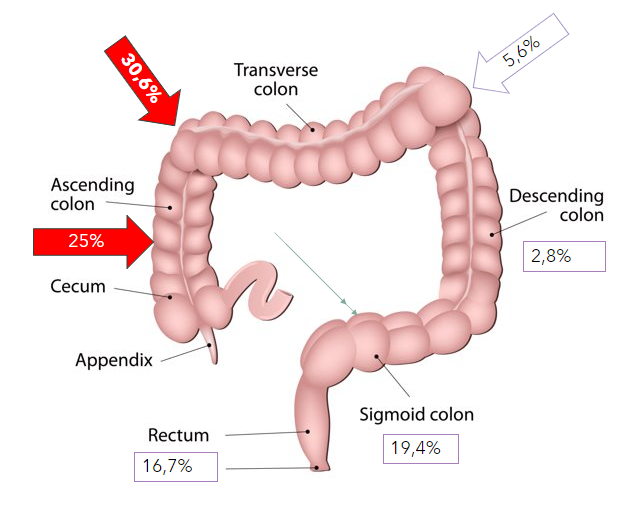 30,6%
5,6%
Transverse
colon
Ascending
colon
25%
Descending
colon
2,8%
Cecum
Appendix
Sigmoid colon
19,4%
Rectum
16,7%